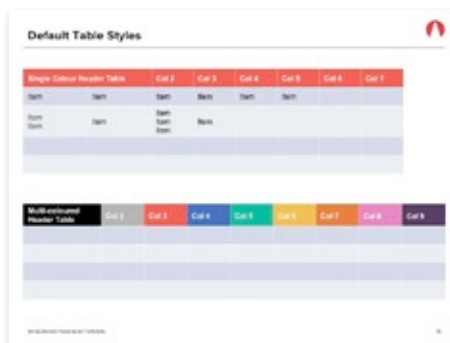 Default Table Styles
Single Colour Header Table Col 2 Col 3 Col 4 Col 5 Col 6 Col 7
Item Item Item Item Item Item
Item Item Item Item
Item Item
Item
Multi-coloured Col 2 Col 3 Col 4 Col 5 Col 6 Col 7 Col 8 Col 9
Header Table